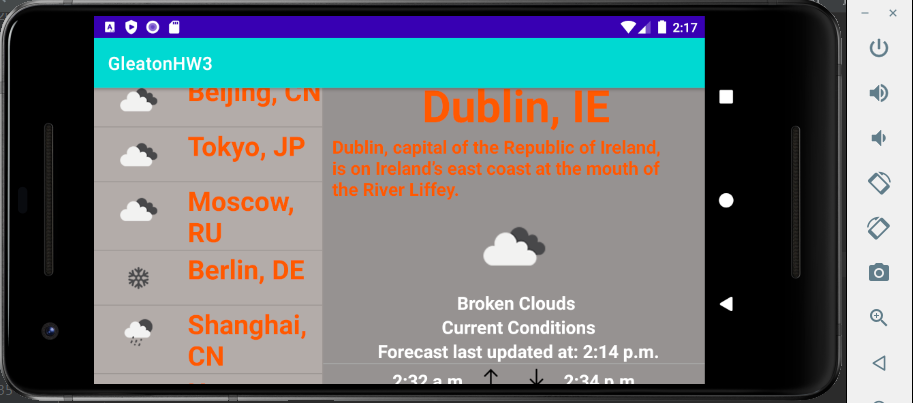 2:17
GleatonHW3
Beijing, CN
Tokyo, JP
Moscow,
RU
Berlin, DE
Shanghai,
CN
Dublin, IE
Dublin, capital of the Republic of Ireland,
is on Ireland's east coast at the mouth of
the River Liffey.
Broken Clouds
Current Conditions
Forecast last updated at: 2:14 p.m.
2:32 a.m. 2:34 p.m.